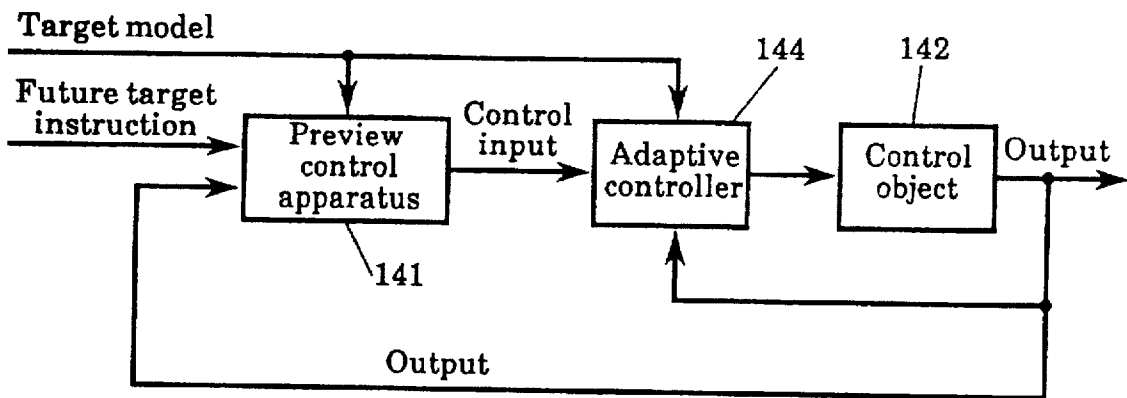 Target model
144
142
Future target
instruction
Preview
control
apparatus
Control
input
Adaptive
controller
Control
object
Output
141
Output